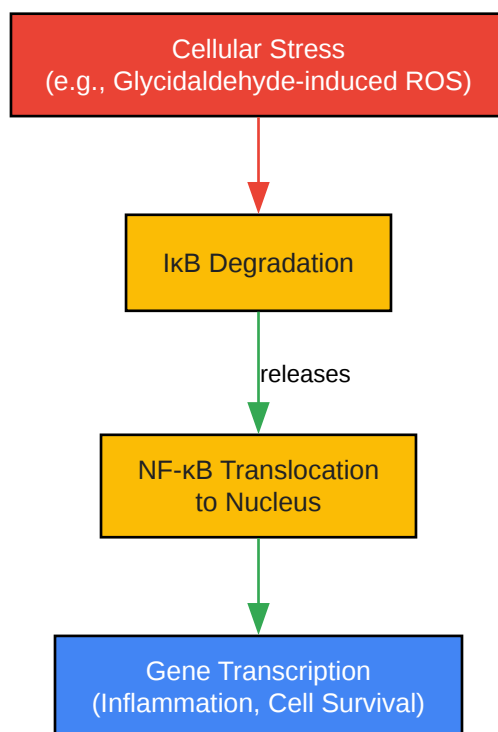 Cellular Stress
(e.g., Glycidaldehyde-induced ROS)
IκB Degradation
releases
NF-κB Translocation
to Nucleus
Gene Transcription
(Inflammation, Cell Survival)